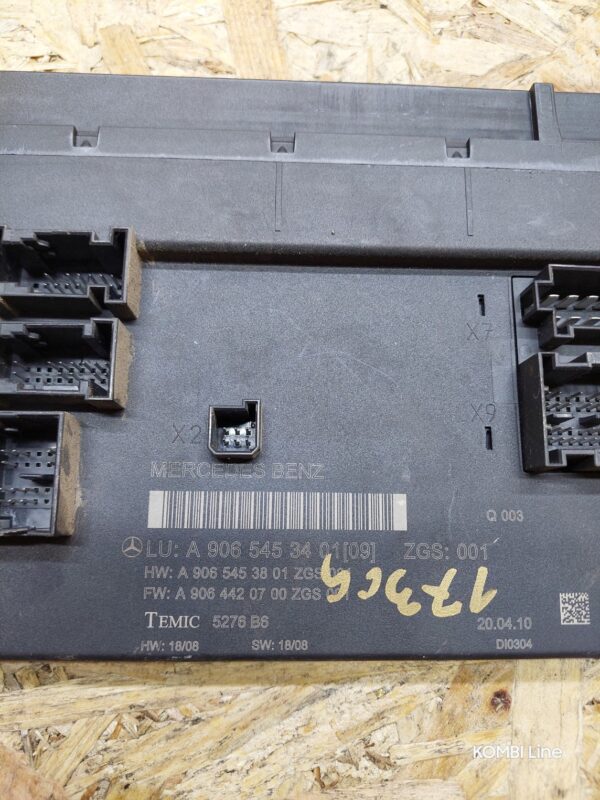 X7
X9
X2
MERCEDES BENZ
Q 003
LU: A 906 545 34 01[09] ZGS: 001
HW: A 906 545 38 01 ZGS
FW: A 906 442 07 00 ZGS
TEMIC 5276 B6
20.04.10
HW: 18/08 SW: 18/08
DI0304
KOMBI Line